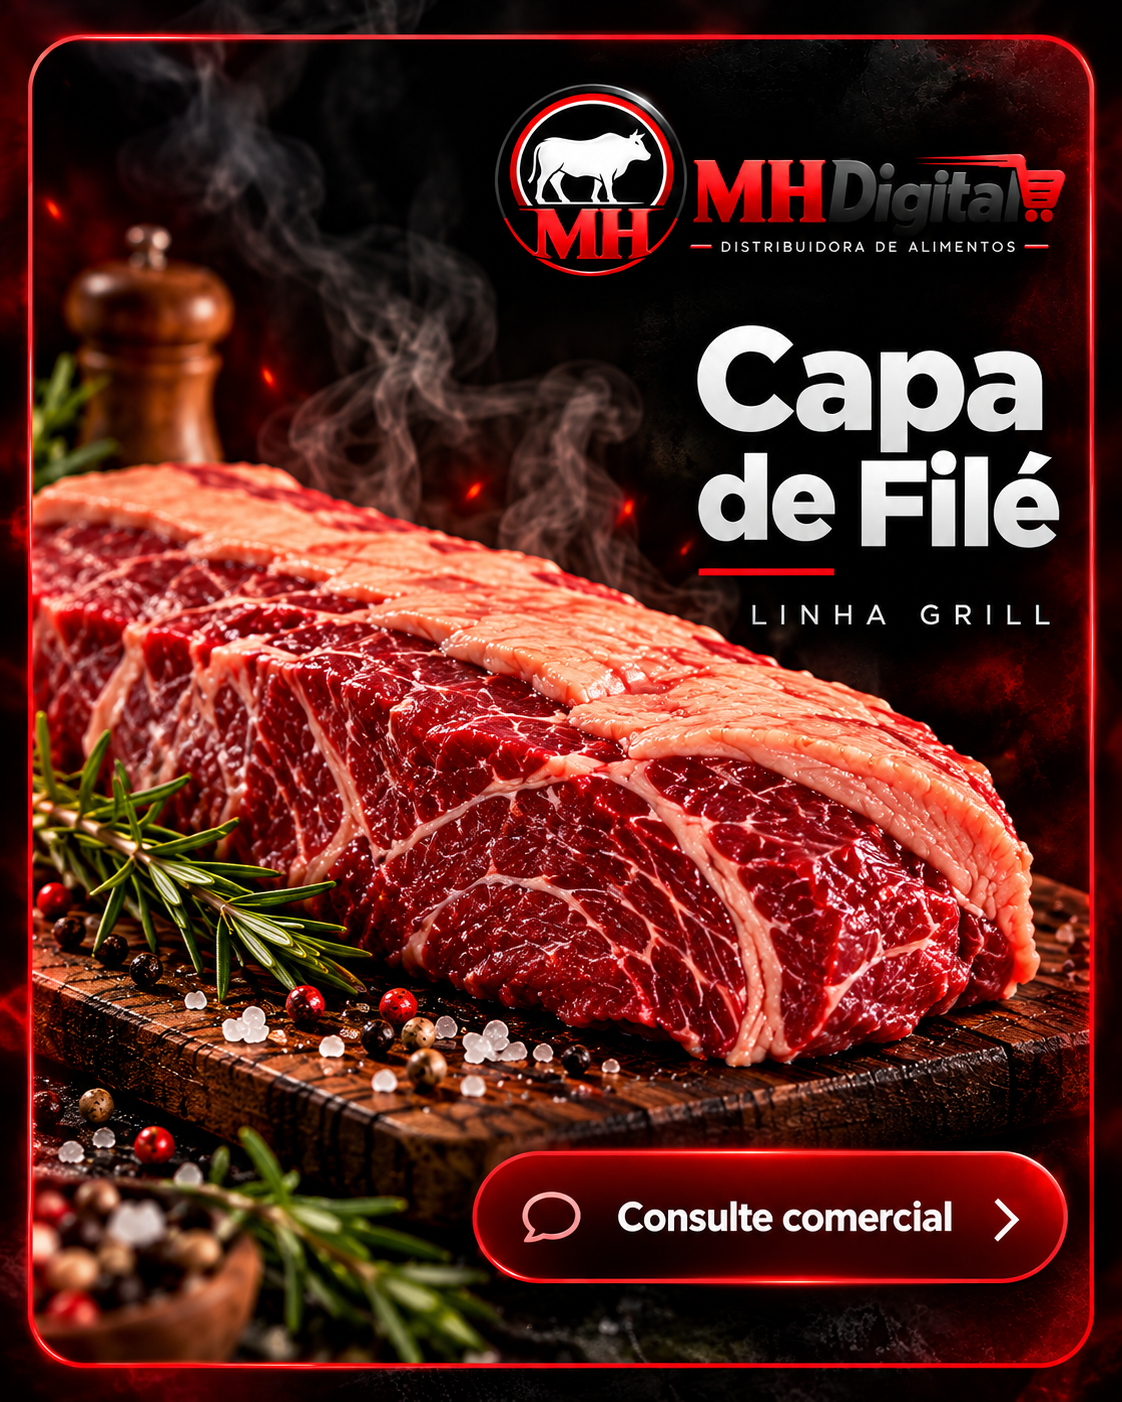 MH
MHDigital
DISTRIBUIDORA DE ALIMENTOS
Capa
de Filé
LINHA GRILL
Consulte comercial